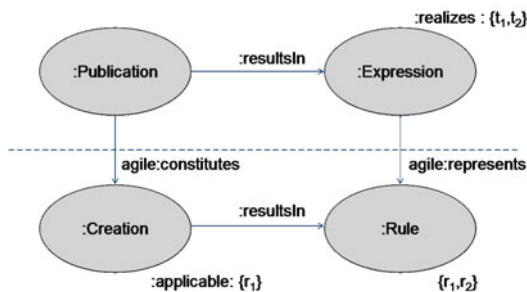 :realizes : {t₁,t₂}
:Publication
:resultsIn
:Expression
agile:constitutes
agile:represents
:Creation
:resultsIn
:Rule
:applicable: {r₁}
{r₁,r₂}